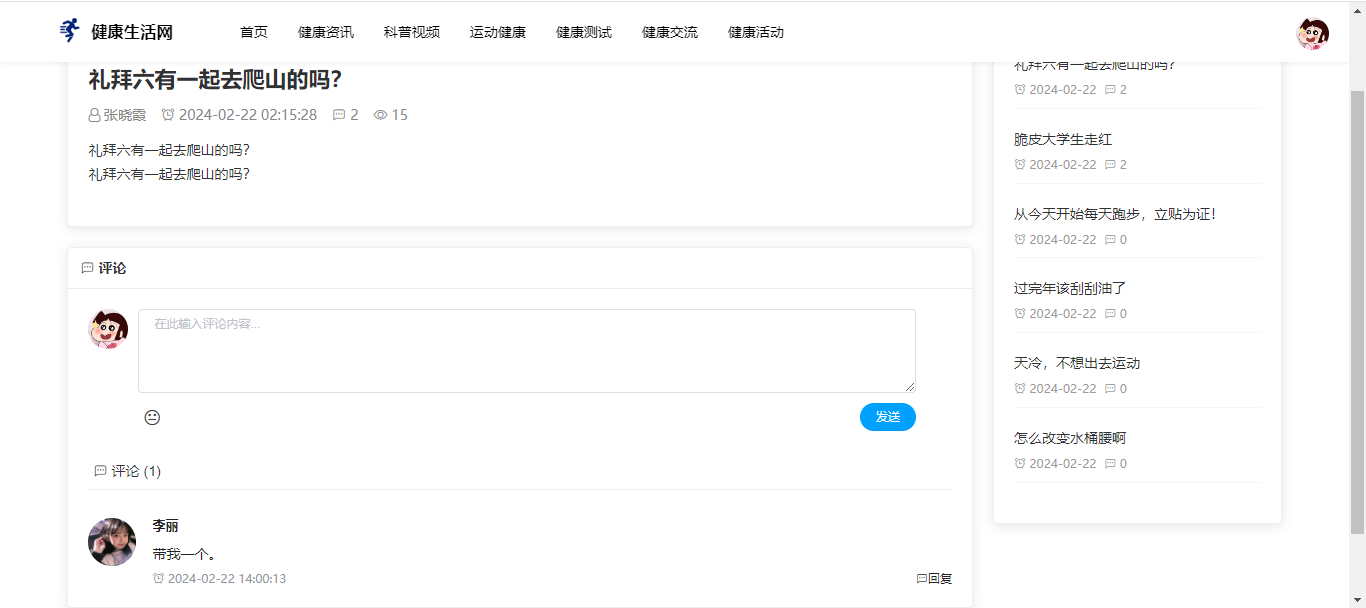 健康生活网
首页 健康资讯 科普视频 运动健康 健康测试 健康交流 健康活动
礼拜六有一起去爬山的吗?
张晓霞 2024-02-22 02:15:28 2 15
礼拜六有一起去爬山的吗?
礼拜六有一起去爬山的吗?
评论
在此输入评论内容...
发送
评论 (1)
李丽
带我一个。
2024-02-22 14:00:13
回复
礼拜六有一起去爬山的吗?
2024-02-22 2
脆皮大学生走红
2024-02-22 2
从今天开始每天跑步，立贴为证!
2024-02-22 0
过完年该刮刮油了
2024-02-22 0
天冷，不想出去运动
2024-02-22 0
怎么改变水桶腰啊
2024-02-22 0